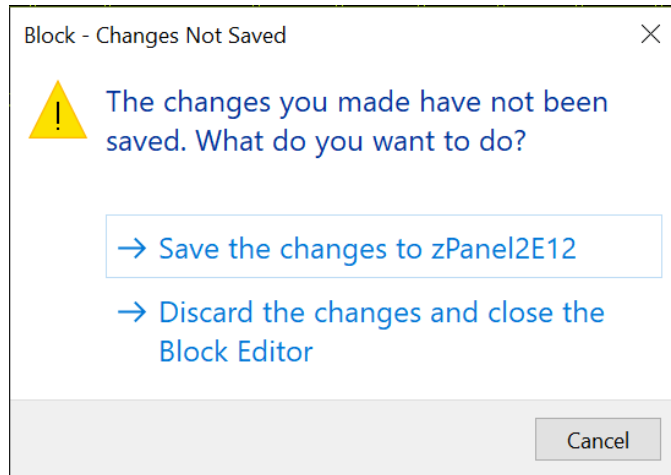 Block - Changes Not Saved
The changes you made have not been
saved. What do you want to do?
→ Save the changes to zPanel2E12
→ Discard the changes and close the
Block Editor
Cancel